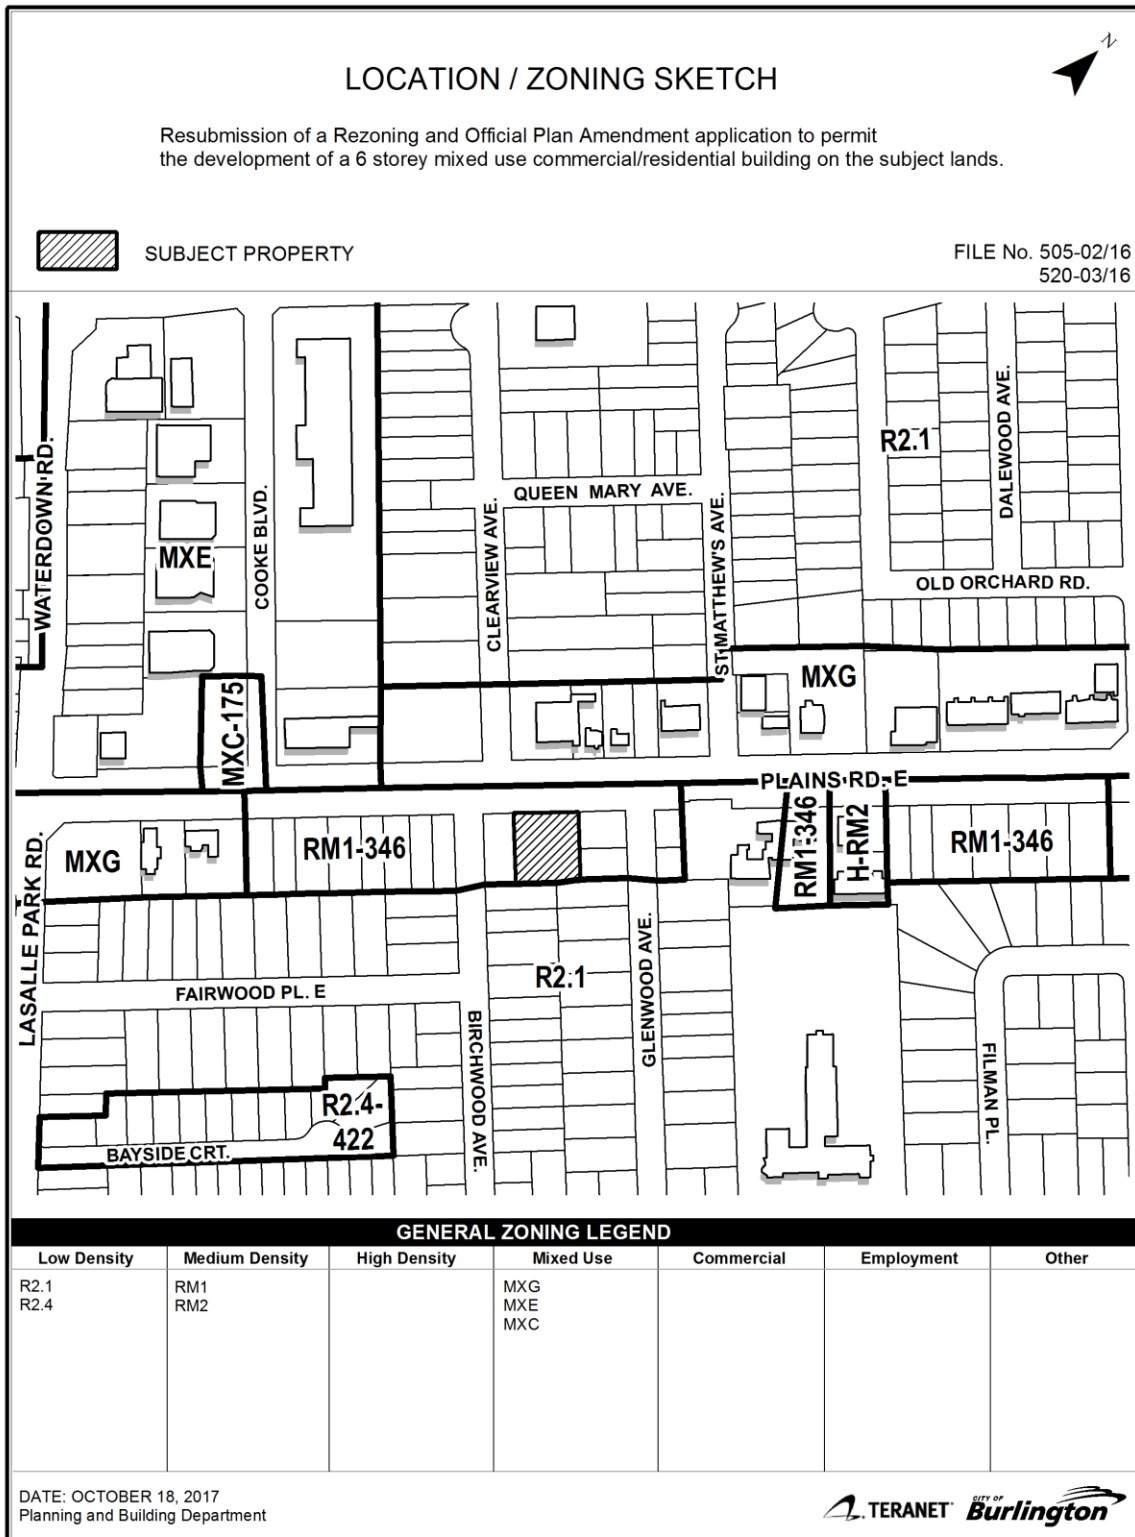 N
LOCATION / ZONING SKETCH
Resubmission of a Rezoning and Official Plan Amendment application to permit
the development of a 6 storey mixed use commercial/residential building on the subject lands.
SUBJECT PROPERTY
FILE No. 505-02/16
520-03/16
WATERDOWN RD.
MXE
COOKE BLVD.
CLEARVIEW AVE.
QUEEN MARY AVE.
ST MATTHEW'S AVE.
R2.1
DALEWOOD AVE.
OLD ORCHARD RD.
MXC-175
MXG
PLAINS RD. E
LASALLE PARK RD.
MXG
RM1-346
RM1-346
H-RM2
RM1-346
FAIRWOOD PL. E
R2.1
GLENWOOD AVE.
BIRCHWOOD AVE.
FILMAN PL.
R2.4-
422
BAYSIDE CRT.
GENERAL ZONING LEGEND
Low Density Medium Density High Density Mixed Use Commercial Employment Other
R2.1 RM1 MXG
R2.4 RM2 MXE
MXC
DATE: OCTOBER 18, 2017
Planning and Building Department
TERANET
CITY OF
Burlington